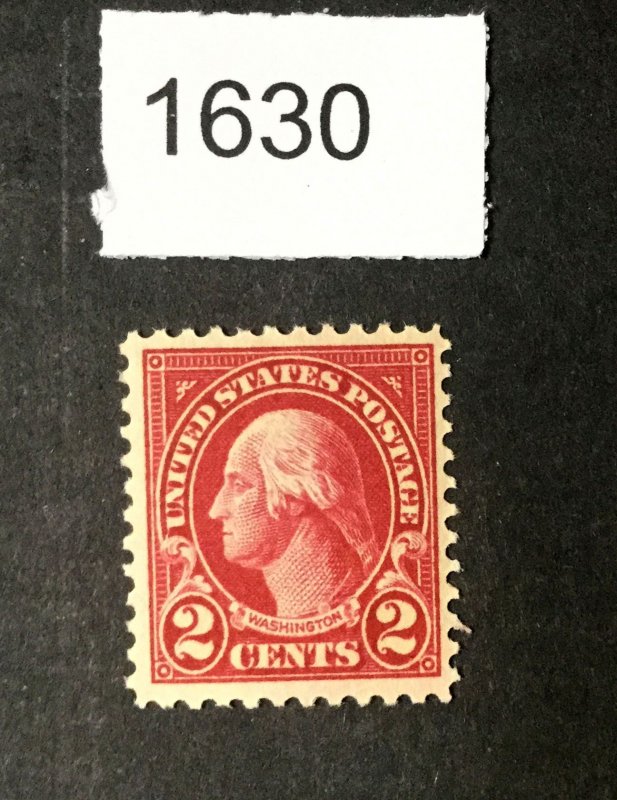 1630
UNITED STATES POSTAGE
WASHINGTON
2 CENTS 2